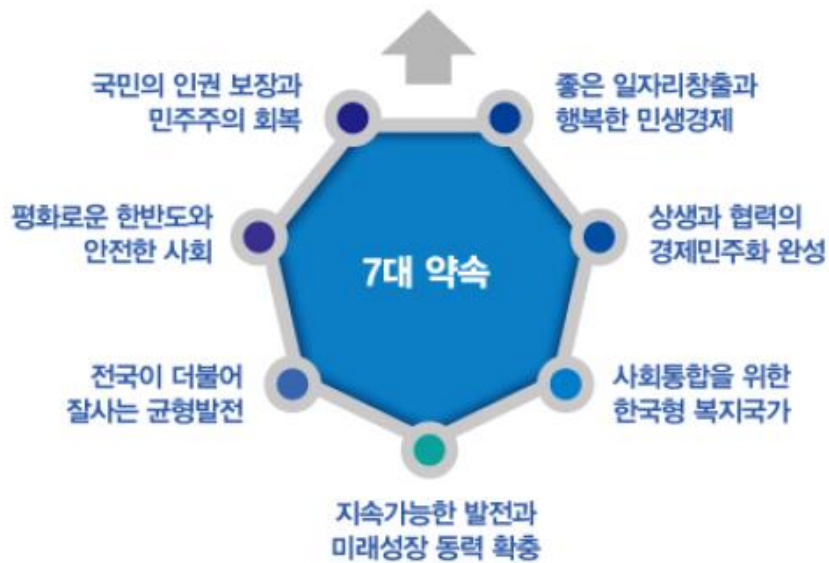 국민의 인권 보장과
민주주의 회복
좋은 일자리창출과
행복한 민생경제
평화로운 한반도와
안전한 사회
상생과 협력의
경제민주화 완성
7대 약속
전국이 더불어
잘사는 균형발전
사회통합을 위한
한국형 복지국가
지속가능한 발전과
미래성장 동력 확충